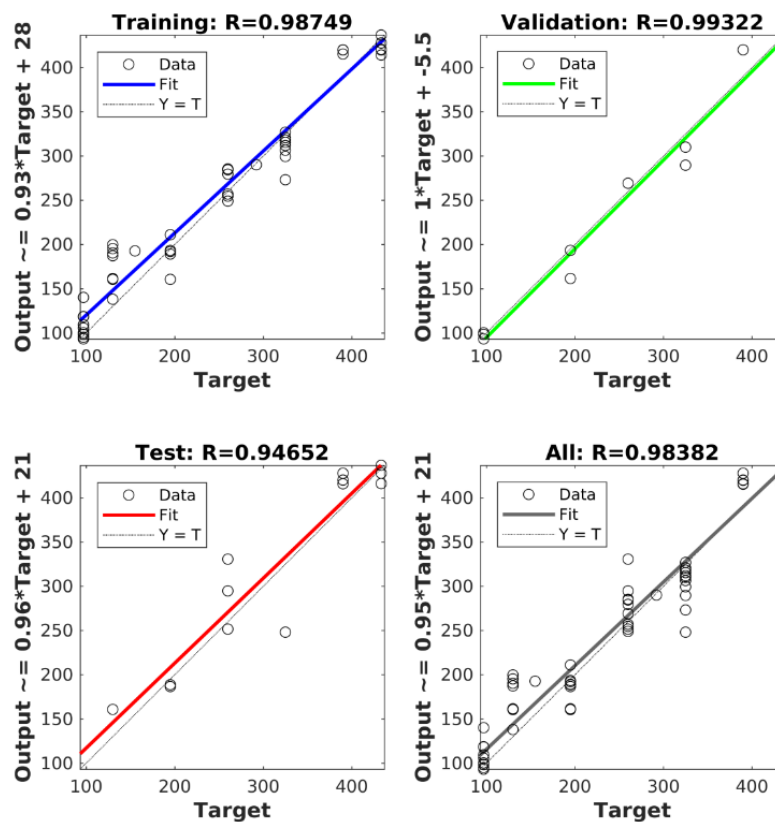 Training: R=0.98749
Output ~= 0.93*Target + 28
400
350
300
250
200
150
100
Data
Fit
Y = T
100 200 300 400
Target
Validation: R=0.99322
Output ~= 1*Target + -5.5
400
350
300
250
200
150
100
Data
Fit
Y = T
100 200 300 400
Target
Test: R=0.94652
Output ~= 0.96*Target + 21
400
350
300
250
200
150
100
Data
Fit
Y = T
100 200 300 400
Target
All: R=0.98382
Output ~= 0.95*Target + 21
400
350
300
250
200
150
100
Data
Fit
Y = T
100 200 300 400
Target